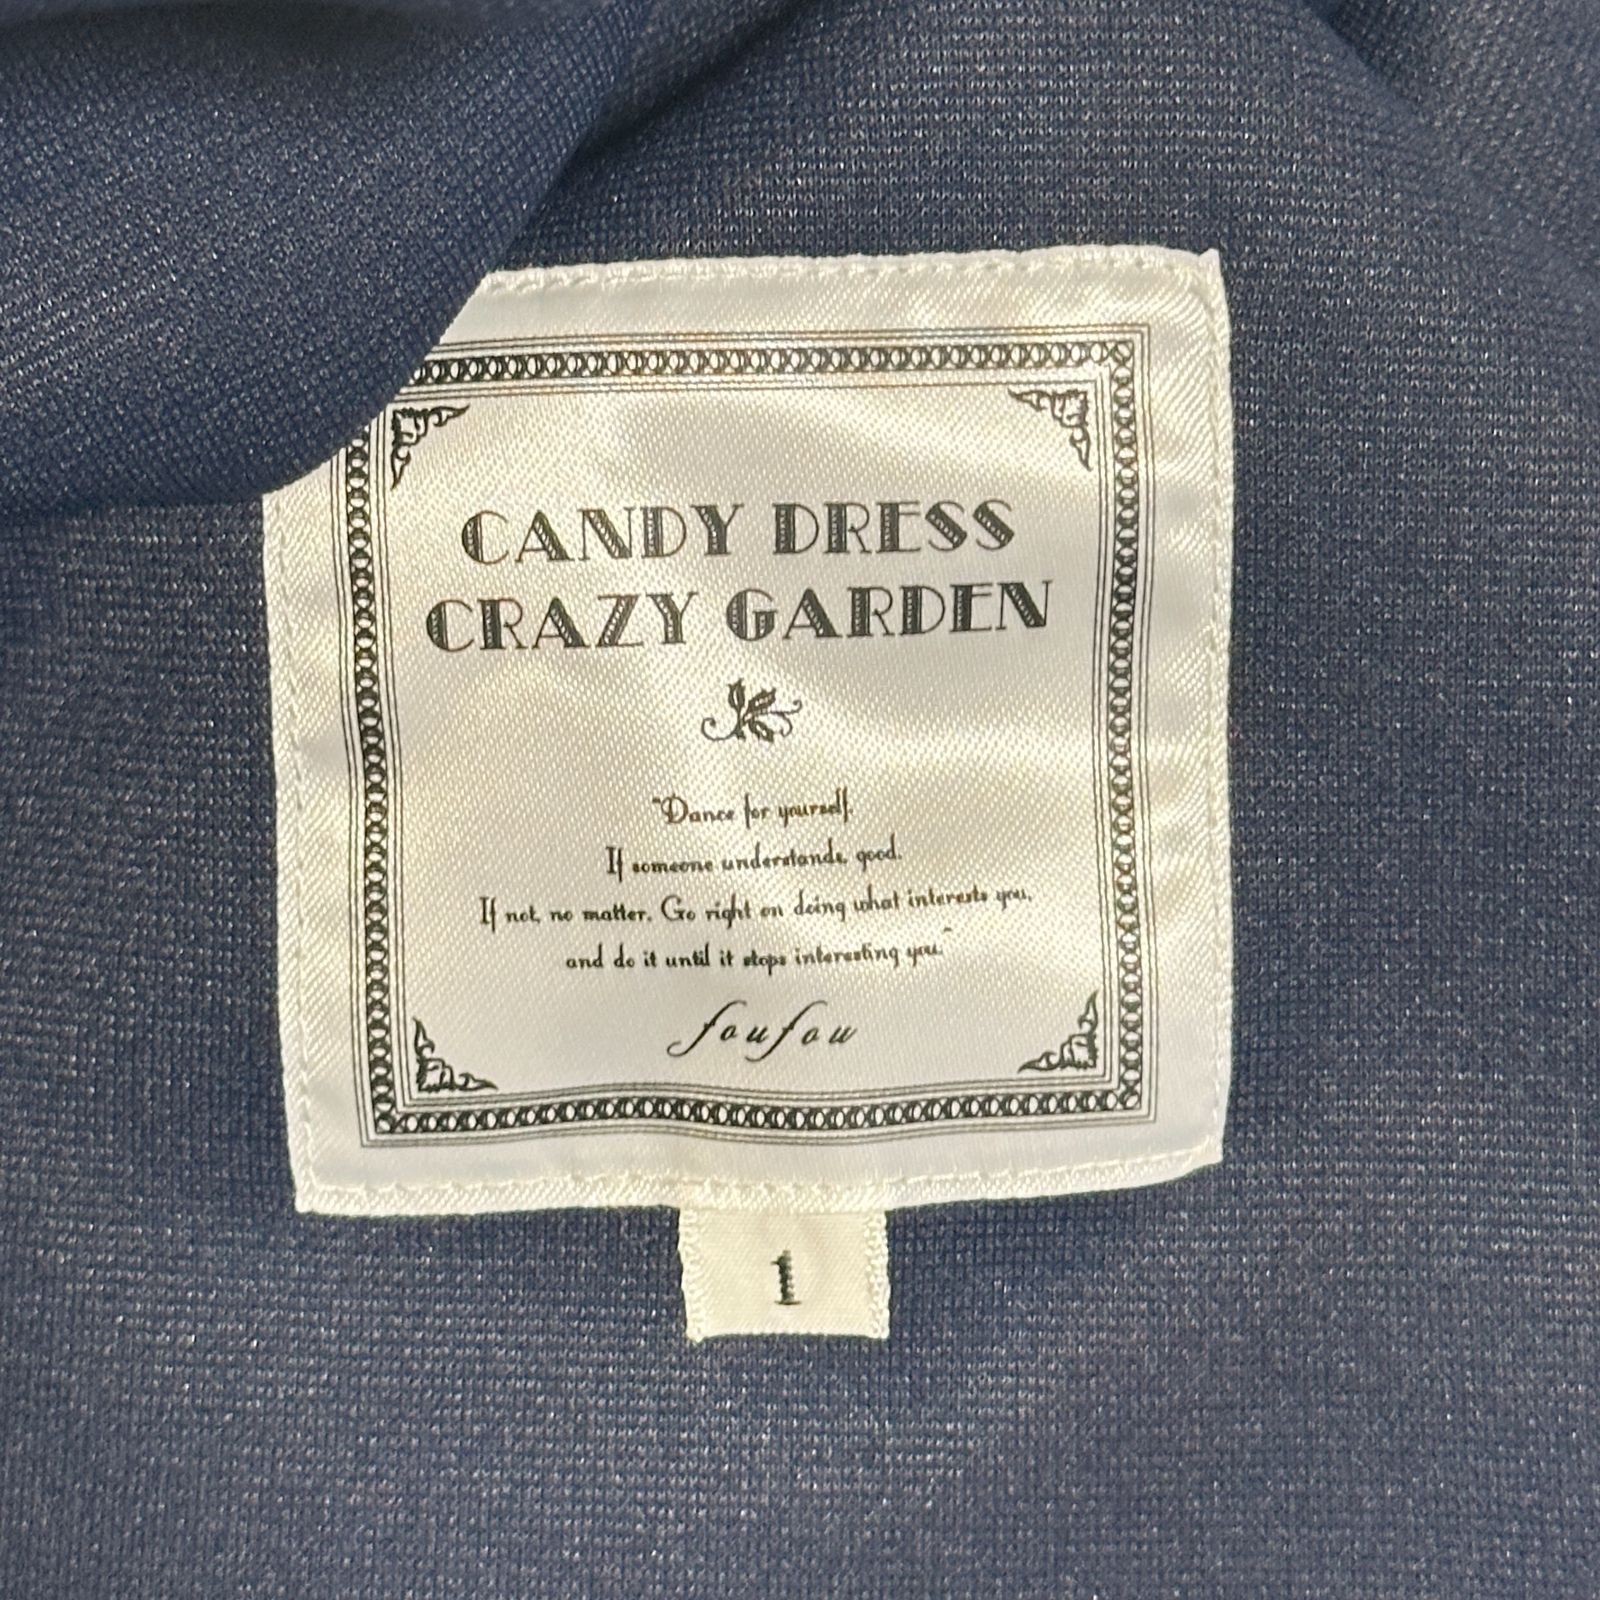 CANDY DRESS
CRAZY GARDEN
"Dance for yourself.
If someone understands, good.
If not, no matter. Go right on doing what interests you,
and do it until it stops interesting you."
foufou
1